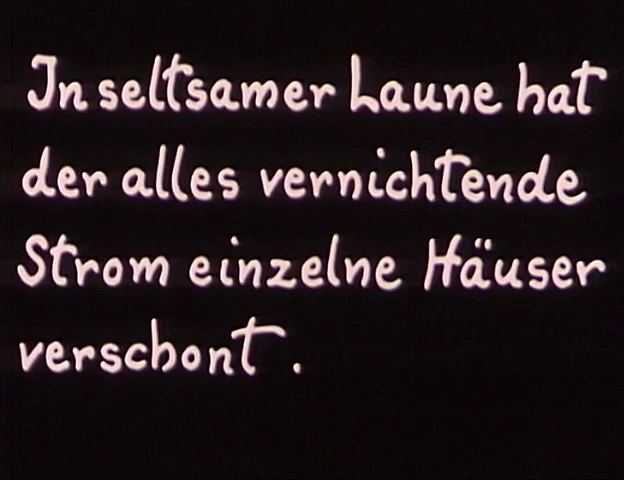 In seltsamer Laune hat
der alles vernichtende
Strom einzelne Häuser
verschont.